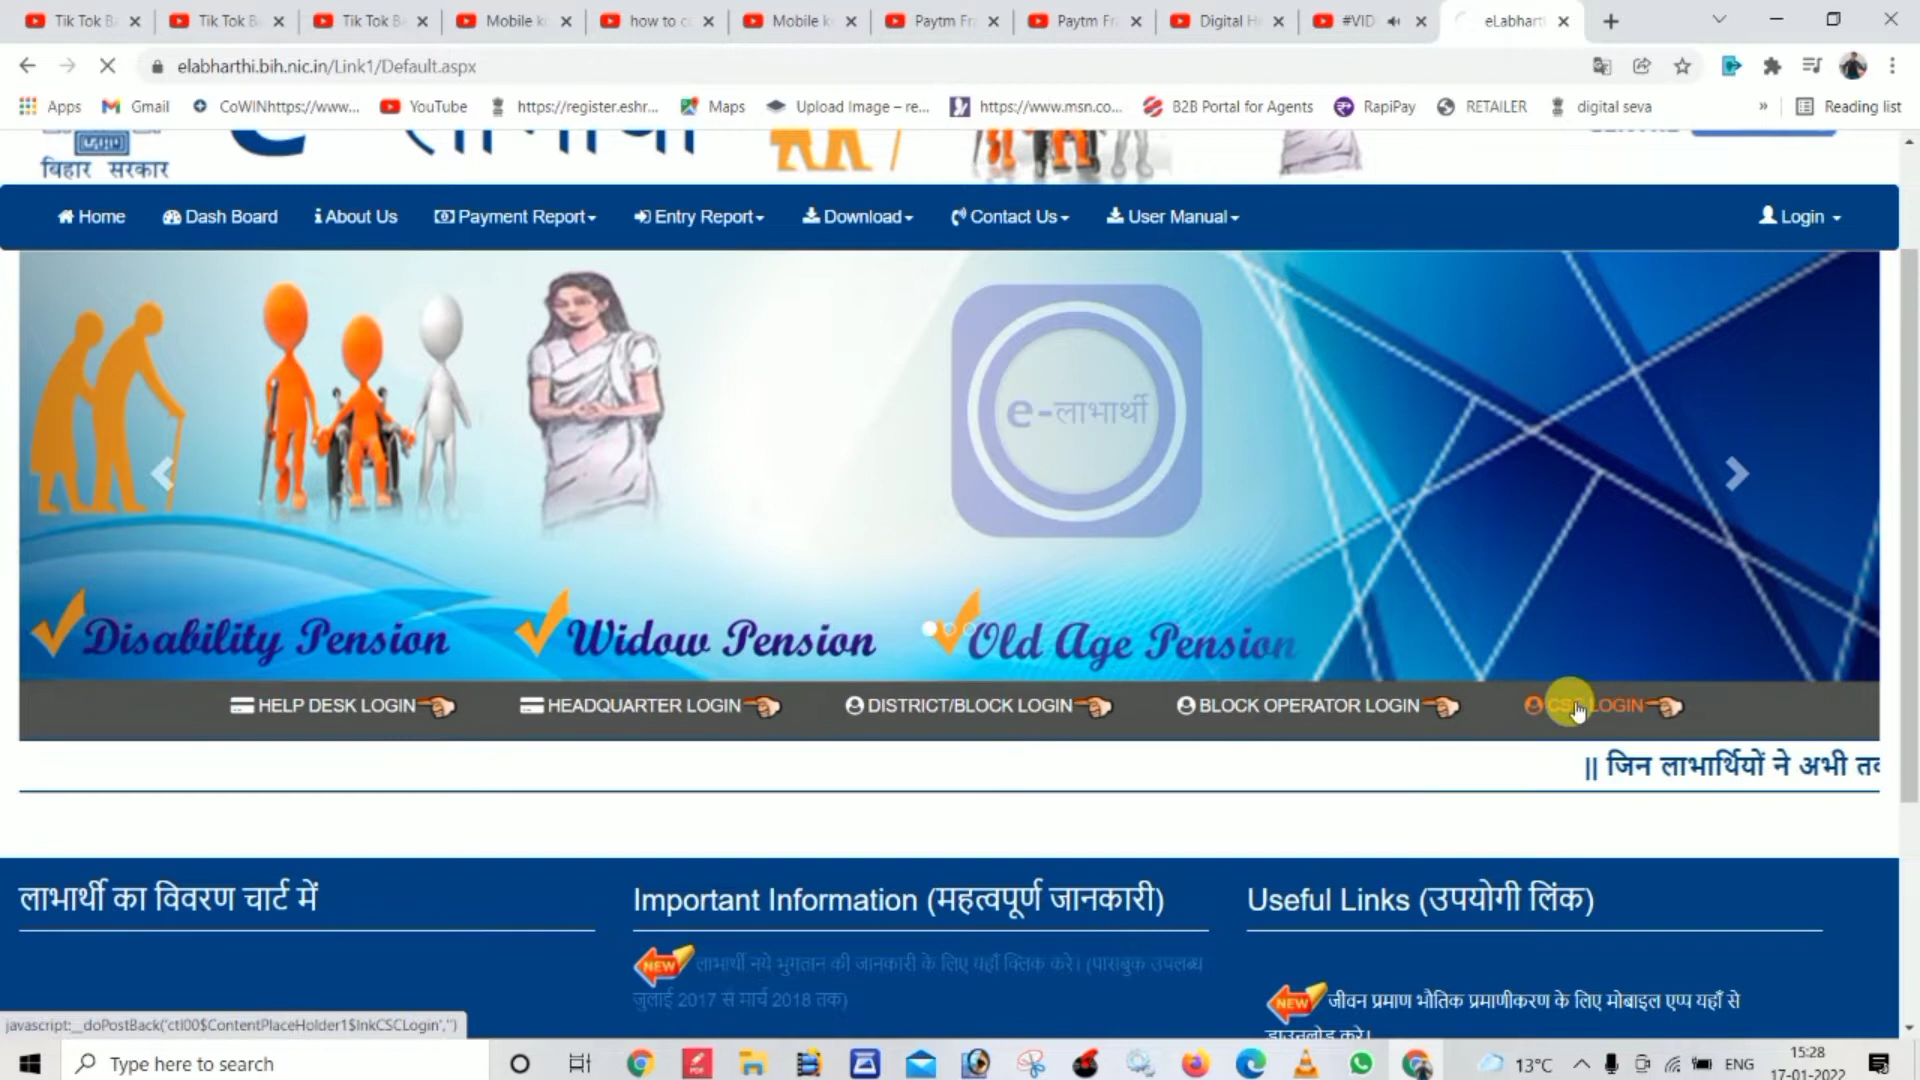 Tik Tok B
Tik Tok B
Tik Tok B
Mobile k
how to c
Mobile k
Paytm Fr
Paytm Fr
Digital H
#VID
eLabhart
elabharthi.bih.nic.in/Link1/Default.aspx
Apps
Gmail
CoWINhttps://www...
YouTube
https://register.eshr...
Maps
Upload Image – re...
https://www.msn.co...
B2B Portal for Agents
RapiPay
RETAILER
digital seva
»
Reading list
बिहार सरकार
Home
Dash Board
About Us
Payment Report
Entry Report
Download
Contact Us
User Manual
Login
e-लाभार्थी
Disability Pension
Widow Pension
Old Age Pension
HELP DESK LOGIN
HEADQUARTER LOGIN
DISTRICT/BLOCK LOGIN
BLOCK OPERATOR LOGIN
CSC LOGIN
|| जिन लाभार्थियों ने अभी तक
लाभार्थी का विवरण चार्ट में
Important Information (महत्वपूर्ण जानकारी)
Useful Links (उपयोगी लिंक)
NEW लाभार्थी नये भुगतान की जानकारी के लिए यहाँ क्लिक करे। (पासबुक उपलब्ध
जुलाई 2017 से मार्च 2018 तक)
NEW जीवन प्रमाण भौतिक प्रमाणीकरण के लिए मोबाइल एप्प यहाँ से
डाउनलोड करे।
javascript:__doPostBack('ctl00$ContentPlaceHolder1$lnkCSCLogin','')
Type here to search
13°C
ENG
15:28
17-01-2022